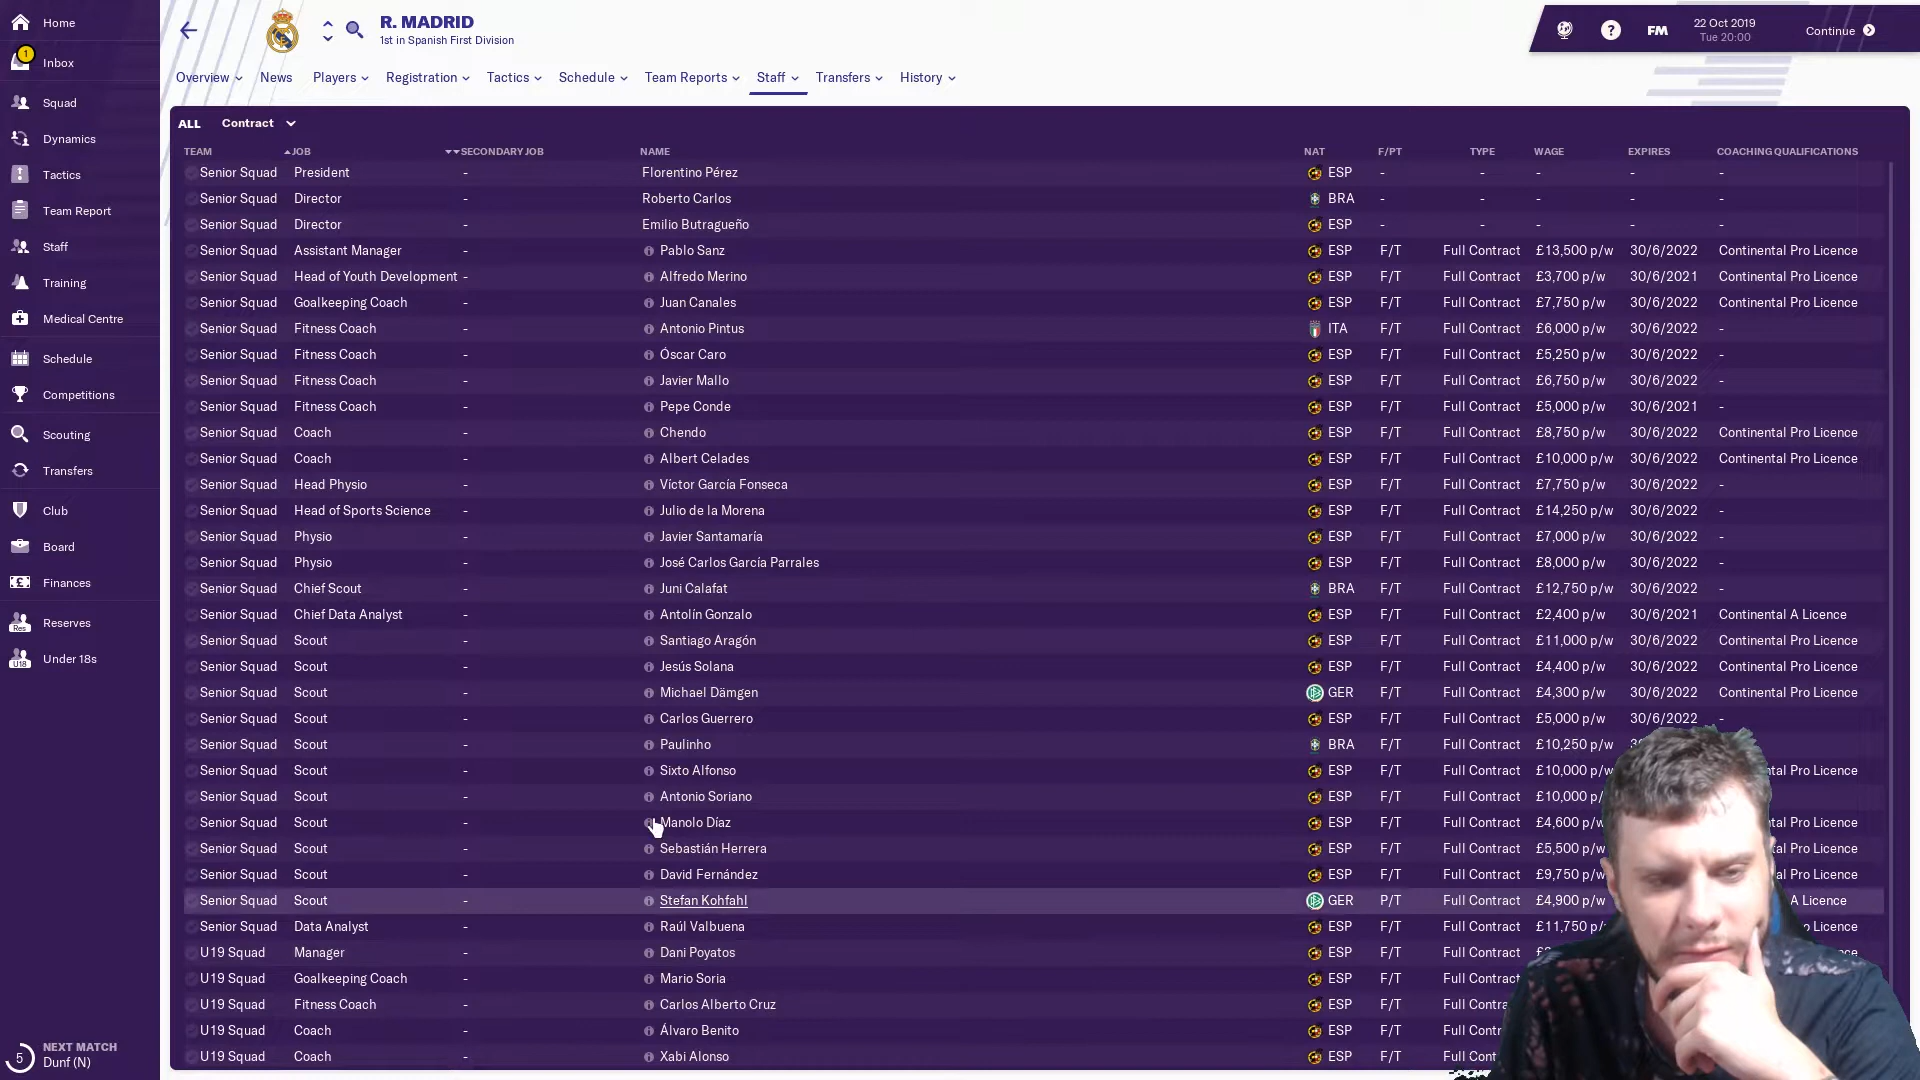 Home
1
Inbox
Squad
Dynamics
Tactics
Team Report
Staff
Training
Medical Centre
Schedule
Competitions
Scouting
Transfers
Club
Board
Finances
Res
Reserves
U18
Under 18s
5
NEXT MATCH
Dunf (N)
R. MADRID
1st in Spanish First Division
? FM 22 Oct 2019 Continue
Tue 20:00
Overview News Players Registration Tactics Schedule Team Reports Staff Transfers History
ALL Contract
TEAM JOB SECONDARY JOB NAME NAT F/PT TYPE WAGE EXPIRES COACHING QUALIFICATIONS
Senior Squad President - Florentino Pérez ESP - - - - -
Senior Squad Director - Roberto Carlos BRA - - - - -
Senior Squad Director - Emilio Butragueño ESP - - - - -
Senior Squad Assistant Manager - Pablo Sanz ESP F/T Full Contract £13,500 p/w 30/6/2022 Continental Pro Licence
Senior Squad Head of Youth Development - Alfredo Merino ESP F/T Full Contract £3,700 p/w 30/6/2021 Continental Pro Licence
Senior Squad Goalkeeping Coach - Juan Canales ESP F/T Full Contract £7,750 p/w 30/6/2022 Continental Pro Licence
Senior Squad Fitness Coach - Antonio Pintus ITA F/T Full Contract £6,000 p/w 30/6/2022 -
Senior Squad Fitness Coach - Óscar Caro ESP F/T Full Contract £5,250 p/w 30/6/2022 -
Senior Squad Fitness Coach - Javier Mallo ESP F/T Full Contract £6,750 p/w 30/6/2022 -
Senior Squad Fitness Coach - Pepe Conde ESP F/T Full Contract £5,000 p/w 30/6/2021 -
Senior Squad Coach - Chendo ESP F/T Full Contract £8,750 p/w 30/6/2022 Continental Pro Licence
Senior Squad Coach - Albert Celades ESP F/T Full Contract £10,000 p/w 30/6/2022 Continental Pro Licence
Senior Squad Head Physio - Víctor García Fonseca ESP F/T Full Contract £7,750 p/w 30/6/2022 -
Senior Squad Head of Sports Science - Julio de la Morena ESP F/T Full Contract £14,250 p/w 30/6/2022 -
Senior Squad Physio - Javier Santamaría ESP F/T Full Contract £7,000 p/w 30/6/2022 -
Senior Squad Physio - José Carlos García Parrales ESP F/T Full Contract £8,000 p/w 30/6/2022 -
Senior Squad Chief Scout - Juni Calafat BRA F/T Full Contract £12,750 p/w 30/6/2022 -
Senior Squad Chief Data Analyst - Antolín Gonzalo ESP F/T Full Contract £2,400 p/w 30/6/2021 Continental A Licence
Senior Squad Scout - Santiago Aragón ESP F/T Full Contract £11,000 p/w 30/6/2022 Continental Pro Licence
Senior Squad Scout - Jesús Solana ESP F/T Full Contract £4,400 p/w 30/6/2022 Continental Pro Licence
Senior Squad Scout - Michael Dämgen GER F/T Full Contract £4,300 p/w 30/6/2022 Continental Pro Licence
Senior Squad Scout - Carlos Guerrero ESP F/T Full Contract £5,000 p/w 30/6/2022 -
Senior Squad Scout - Paulinho BRA F/T Full Contract £10,250 p/w
Senior Squad Scout - Sixto Alfonso ESP F/T Full Contract £10,000 p/w Pro Licence
Senior Squad Scout - Antonio Soriano ESP F/T Full Contract £10,000 p/
Senior Squad Scout - Manolo Díaz ESP F/T Full Contract £4,600 p/w Pro Licence
Senior Squad Scout - Sebastián Herrera ESP F/T Full Contract £5,500 p/w Pro Licence
Senior Squad Scout - David Fernández ESP F/T Full Contract £9,750 p/w Pro Licence
Senior Squad Scout - Stefan Kohfahl GER P/T Full Contract £4,900 p/w A Licence
Senior Squad Data Analyst - Raúl Valbuena ESP F/T Full Contract £11,750 p/ Licence
U19 Squad Manager - Dani Poyatos ESP F/T Full Contract
U19 Squad Goalkeeping Coach - Mario Soria ESP F/T Full Contract
U19 Squad Fitness Coach - Carlos Alberto Cruz ESP F/T Full Contra
U19 Squad Coach - Álvaro Benito ESP F/T Full Contr
U19 Squad Coach - Xabi Alonso ESP F/T Full Cont